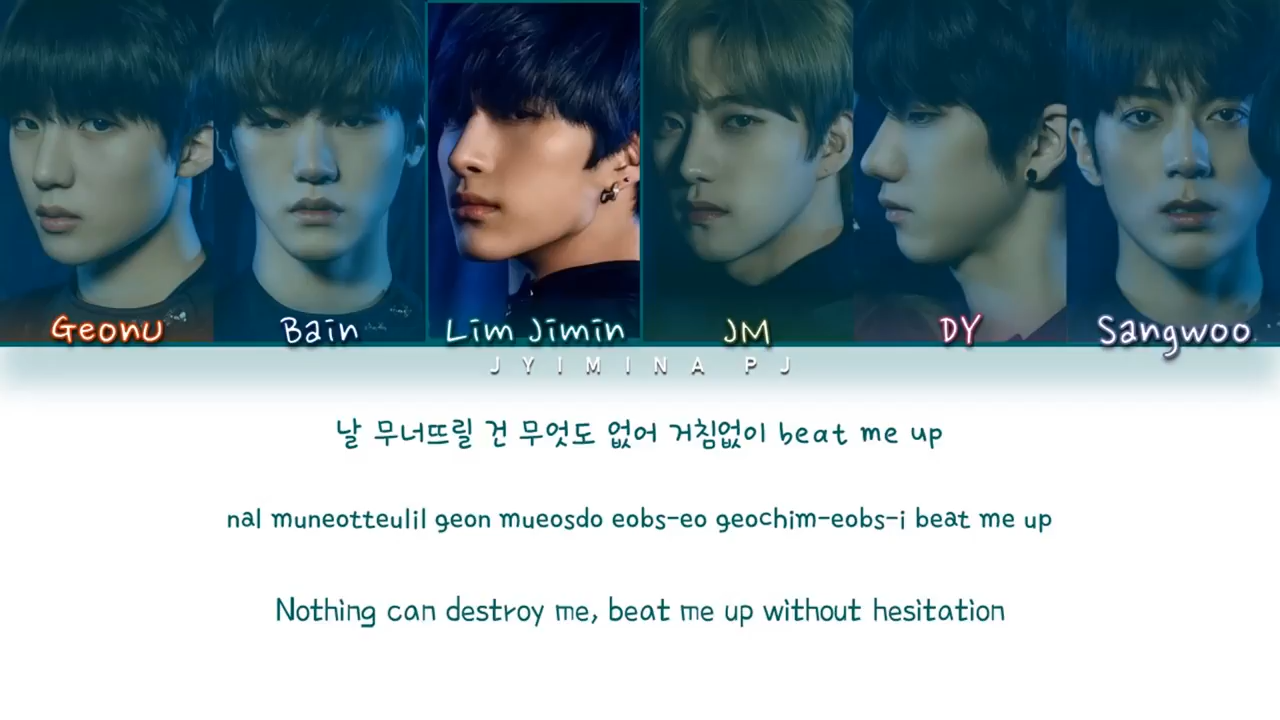 Geonu Bain Lim Jimin JM DY Sangwoo
JYIMINA PJ
날 무너뜨릴 건 무엇도 없어 거침없이 beat me up
nal muneotteulil geon mueosdo eobs-eo geochim-eobs-i beat me up
Nothing can destroy me, beat me up without hesitation